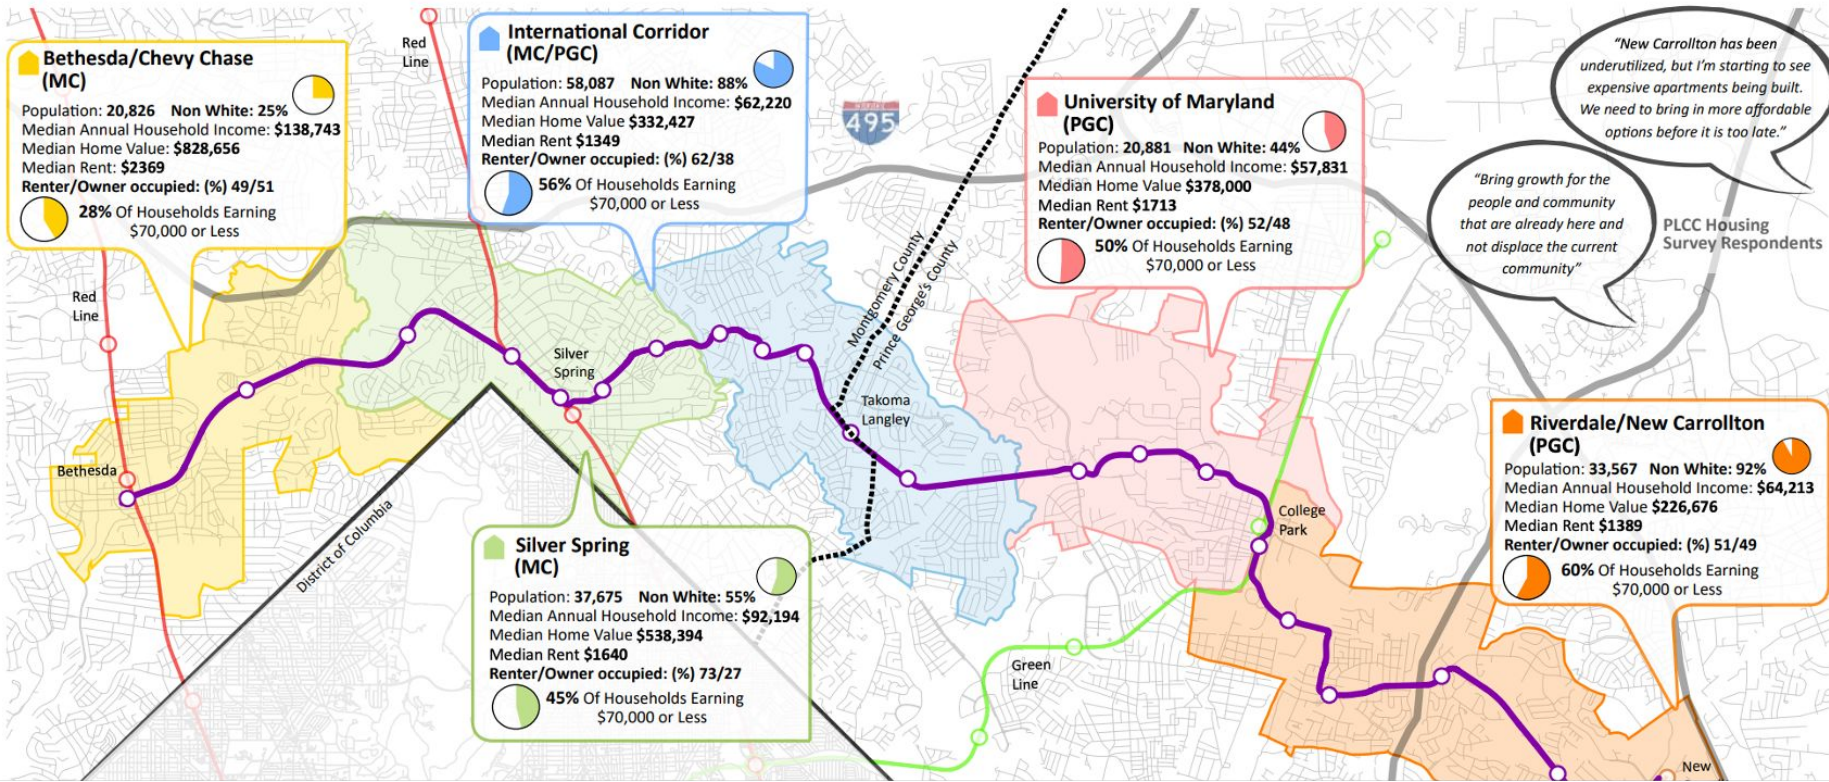 Bethesda/Chevy Chase
(MC)
Population: 20,826 Non White: 25%
Median Annual Household Income: $138,743
Median Home Value: $828,656
Median Rent: $2369
Renter/Owner occupied: (%) 49/51
28% Of Households Earning
$70,000 or Less
Red
Line
International Corridor
(MC/PGC)
Population: 58,087 Non White: 88%
Median Annual Household Income: $62,220
Median Home Value $332,427
Median Rent $1349
Renter/Owner occupied: (%) 62/38
56% Of Households Earning
$70,000 or Less
495
University of Maryland
(PGC)
Population: 20,881 Non White: 44%
Median Annual Household Income: $57,831
Median Home Value $378,000
Median Rent $1713
Renter/Owner occupied: (%) 52/48
50% Of Households Earning
$70,000 or Less
“New Carrollton has been
underutilized, but I’m starting to see
expensive apartments being built.
We need to bring in more affordable
options before it is too late.”
“Bring growth for the
people and community
that are already here and
not displace the current
community”
PLCC Housing
Survey Respondents
Red
Line
Montgomery County
Prince George's County
Silver
Spring
Takoma
Langley
Bethesda
District of Columbia
College
Park
Riverdale/New Carrollton
(PGC)
Population: 33,567 Non White: 92%
Median Annual Household Income: $64,213
Median Home Value $226,676
Median Rent $1389
Renter/Owner occupied: (%) 51/49
60% Of Households Earning
$70,000 or Less
Silver Spring
(MC)
Population: 37,675 Non White: 55%
Median Annual Household Income: $92,194
Median Home Value $538,394
Median Rent $1640
Renter/Owner occupied: (%) 73/27
45% Of Households Earning
$70,000 or Less
Green
Line
New